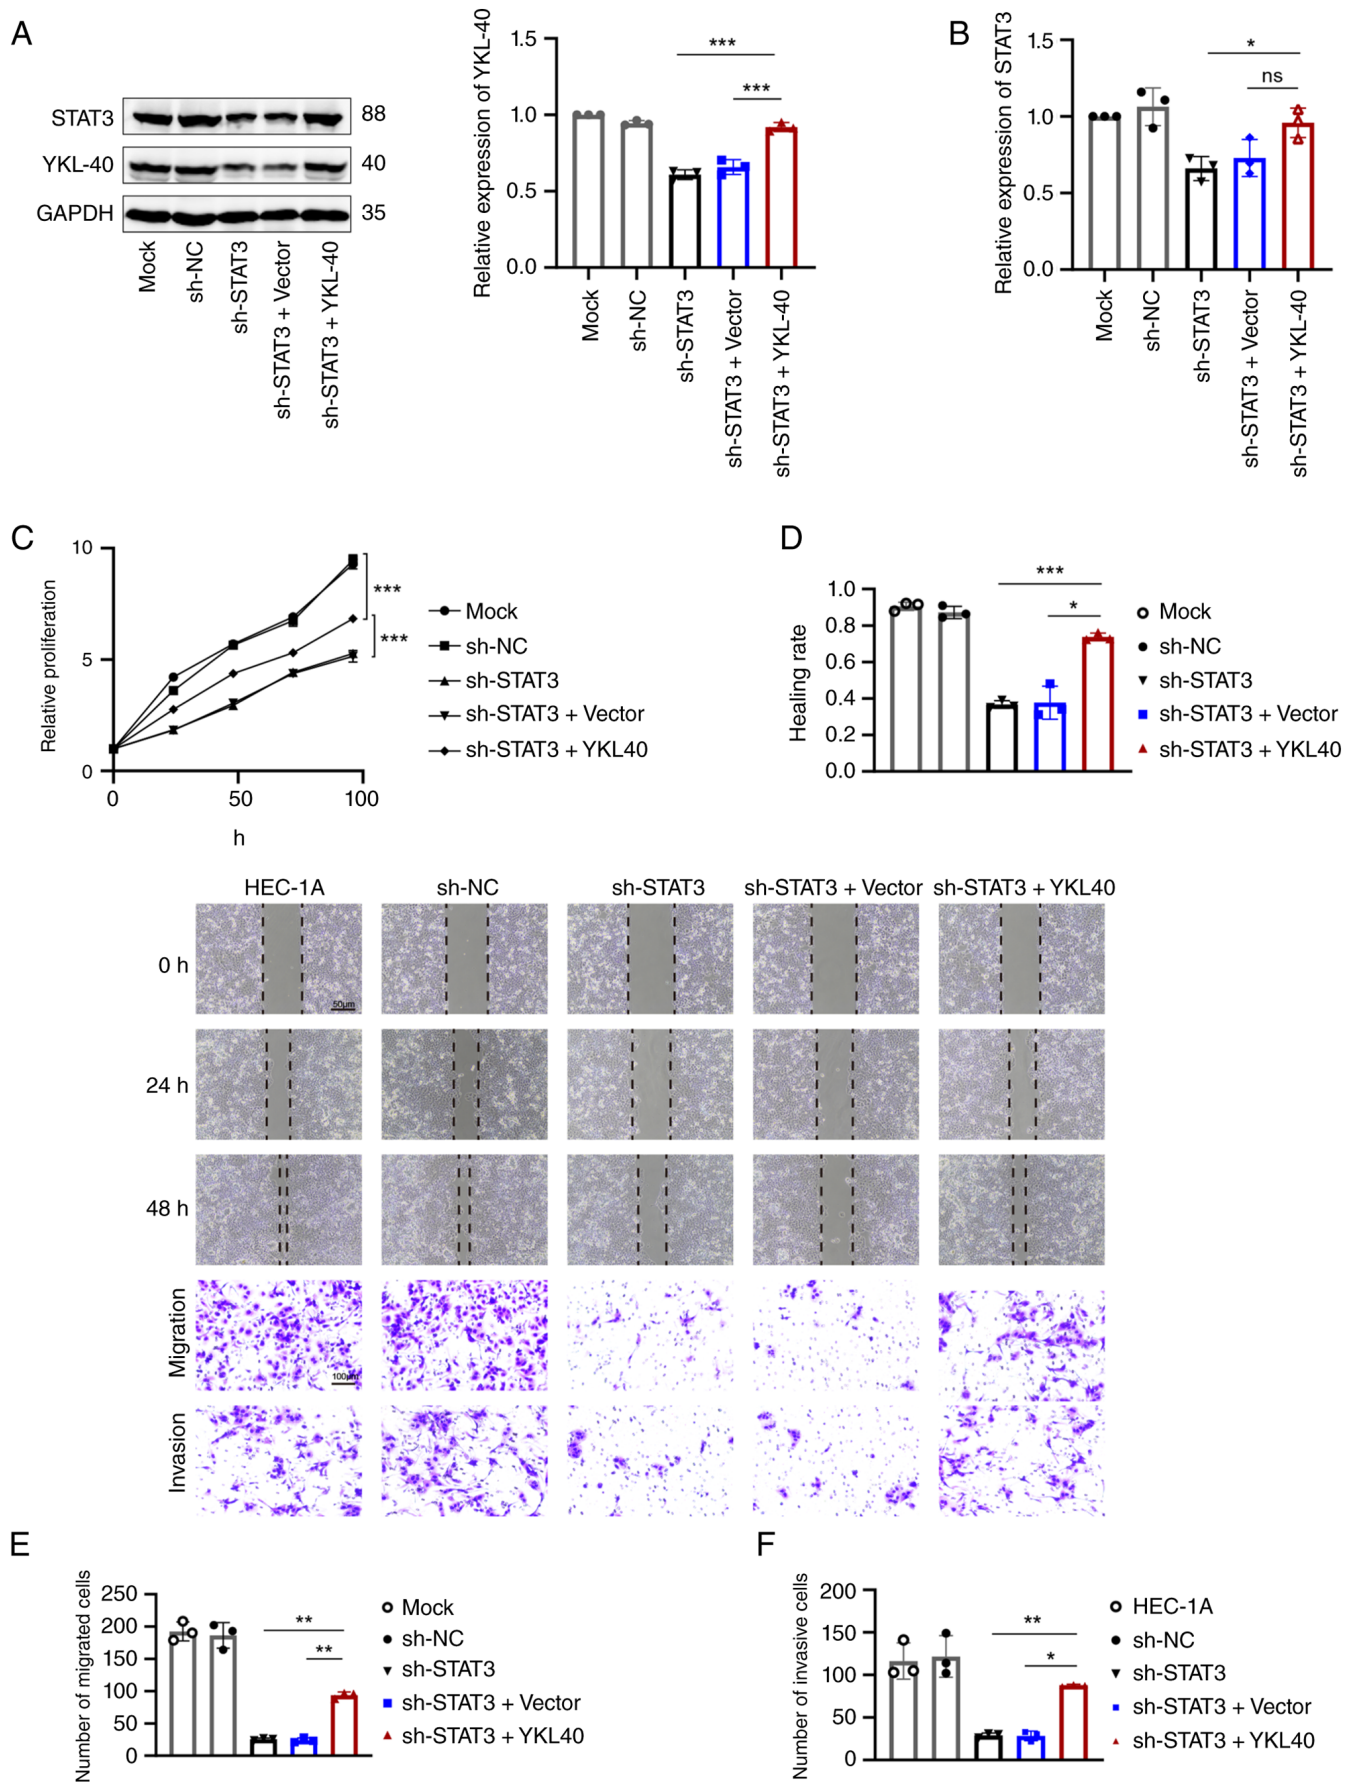 A
STAT3
88
YKL-40
40
GAPDH
35
Mock
sh-NC
sh-STAT3
sh-STAT3 + Vector
sh-STAT3 + YKL-40
Relative expression of YKL-40
1.5
1.0
0.5
0.0
***
***
Mock
sh-NC
sh-STAT3
sh-STAT3 + Vector
sh-STAT3 + YKL-40
B
Relative expression of STAT3
1.5
1.0
0.5
0.0
*
ns
Mock
sh-NC
sh-STAT3
sh-STAT3 + Vector
sh-STAT3 + YKL-40
C
Relative proliferation
10
5
0
0
50
100
h
***
***
Mock
sh-NC
sh-STAT3
sh-STAT3 + Vector
sh-STAT3 + YKL40
D
Healing rate
1.0
0.8
0.6
0.4
0.2
0.0
***
*
Mock
sh-NC
sh-STAT3
sh-STAT3 + Vector
sh-STAT3 + YKL40
HEC-1A
sh-NC
sh-STAT3
sh-STAT3 + Vector
sh-STAT3 + YKL40
0 h
50μm
24 h
48 h
Migration
100μm
Invasion
E
Number of migrated cells
250
200
150
100
50
0
**
**
Mock
sh-NC
sh-STAT3
sh-STAT3 + Vector
sh-STAT3 + YKL40
F
Number of invasive cells
200
150
100
50
0
**
*
HEC-1A
sh-NC
sh-STAT3
sh-STAT3 + Vector
sh-STAT3 + YKL40